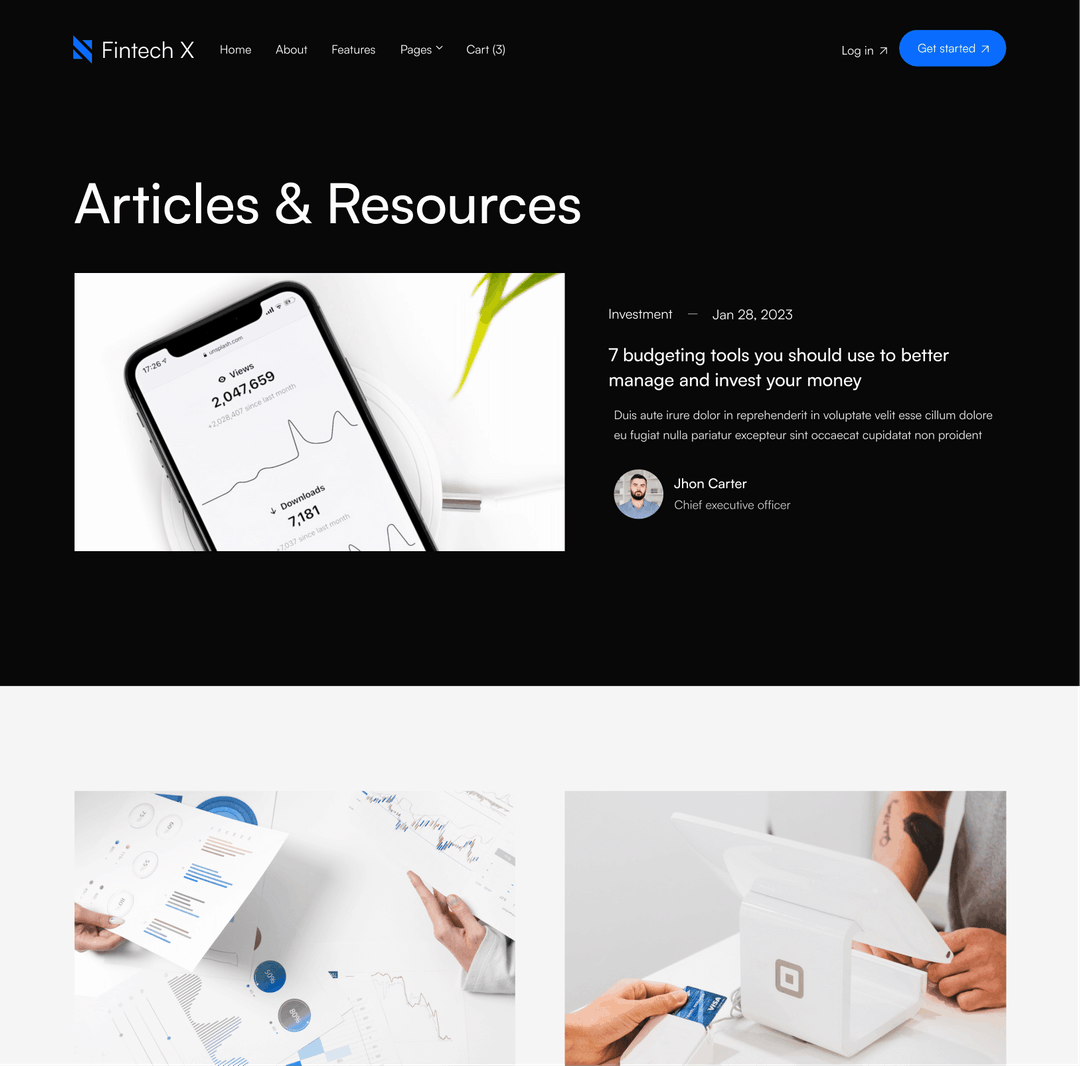 Fintech X
Home About Features Pages Cart (3)
Log in Get started
Articles & Resources
17:26
unsplash.com
Views
2,047,659
+2,028,407 since last month
Downloads
7,181
+7,037 since last month
Investment — Jan 28, 2023
7 budgeting tools you should use to better
manage and invest your money
Duis aute irure dolor in reprehenderit in voluptate velit esse cillum dolore
eu fugiat nulla pariatur excepteur sint occaecat cupidatat non proident
Jhon Carter
Chief executive officer
50%
80%
VISA